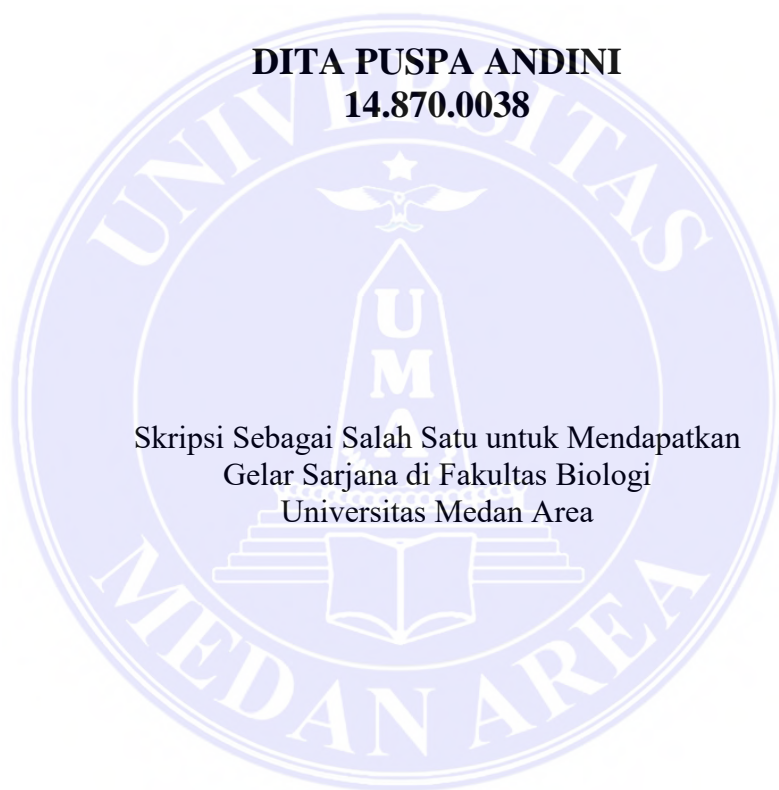 DITA PUSPA ANDINI
14.870.0038
UNIVERSITAS
UMA
Skripsi Sebagai Salah Satu untuk Mendapatkan
Gelar Sarjana di Fakultas Biologi
Universitas Medan Area
MEDAN AREA